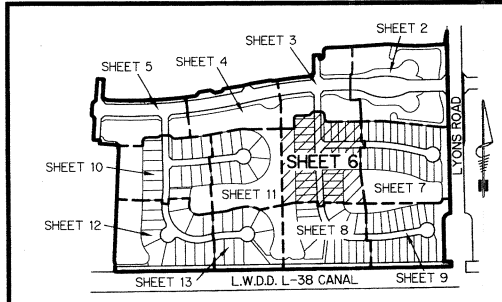 SHEET 2
SHEET 3
SHEET 4
SHEET 5
LYONS ROAD
SHEET 6
SHEET 10
SHEET 11
SHEET 7
SHEET 12
SHEET 8
SHEET 13
L.W.D.D. L-38 CANAL
SHEET 9